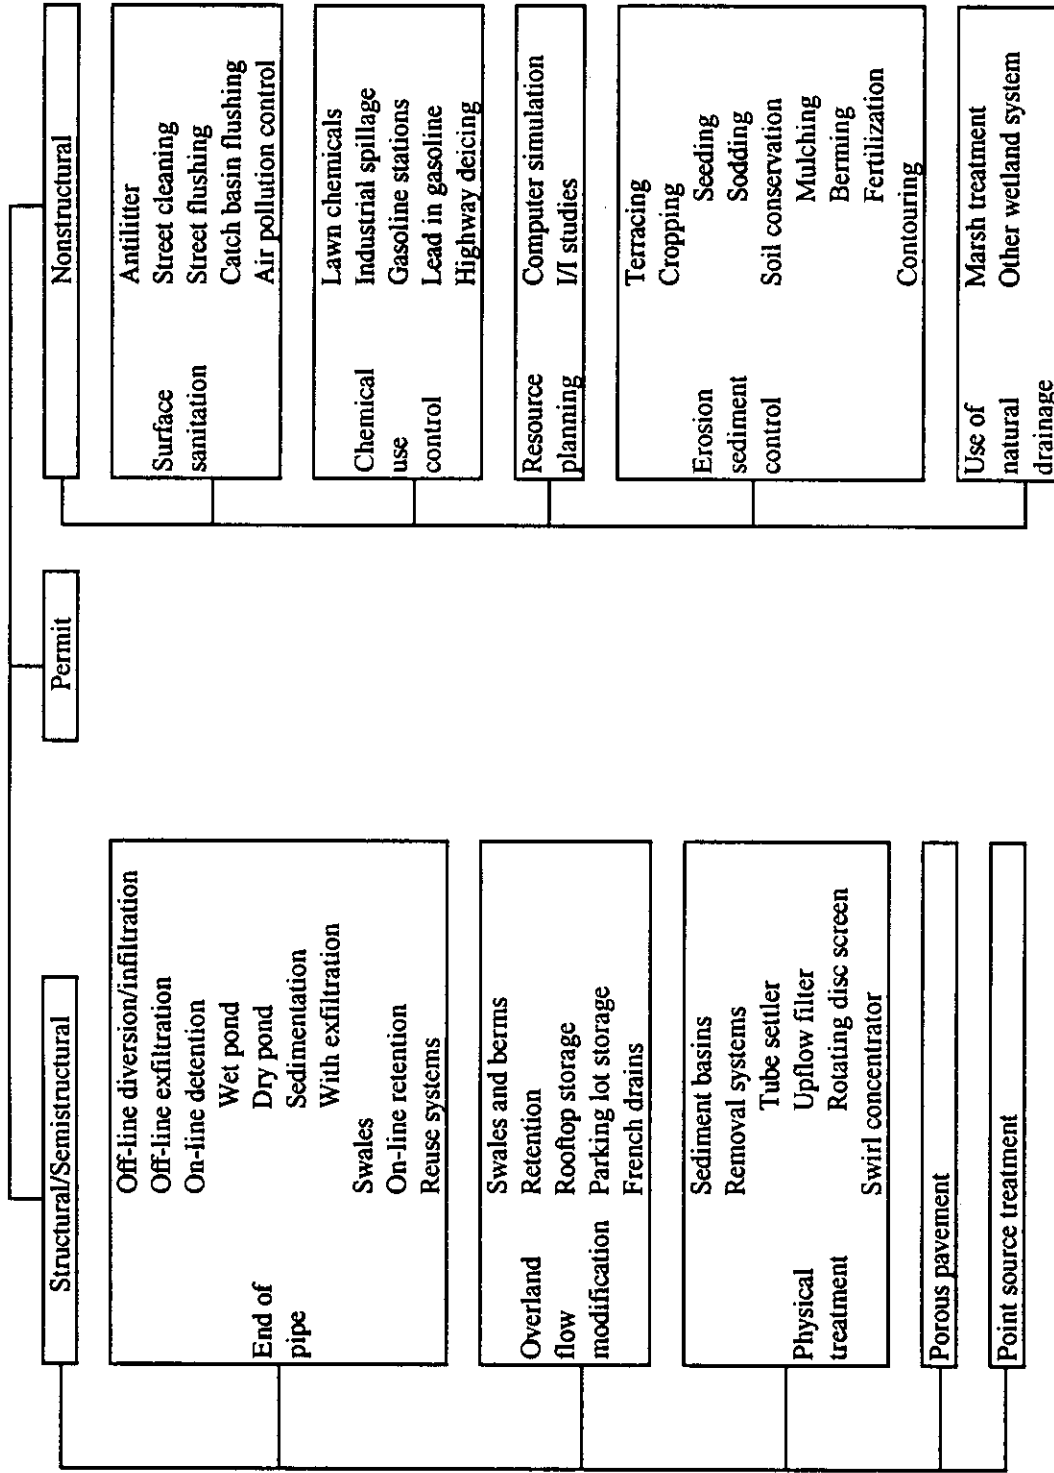 Structural/Semistructural
End of
pipe
Off-line diversion/infiltration
Off-line exfiltration
On-line detention
Wet pond
Dry pond
Sedimentation
With exfiltration
Swales
On-line retention
Reuse systems
Overland
flow
modification
Swales and berms
Retention
Rooftop storage
Parking lot storage
French drains
Physical
treatment
Sediment basins
Removal systems
Tube settler
Upflow filter
Rotating disc screen
Swirl concentrator
Porous pavement
Point source treatment
Permit
Nonstructural
Surface
sanitation
Antilitter
Street cleaning
Street flushing
Catch basin flushing
Air pollution control
Chemical
use
control
Lawn chemicals
Industrial spillage
Gasoline stations
Lead in gasoline
Highway deicing
Resource
planning
Computer simulation
I/I studies
Erosion
sediment
control
Terracing
Cropping
Seeding
Sodding
Soil conservation
Mulching
Berming
Fertilization
Contouring
Use of
natural
drainage
Marsh treatment
Other wetland system